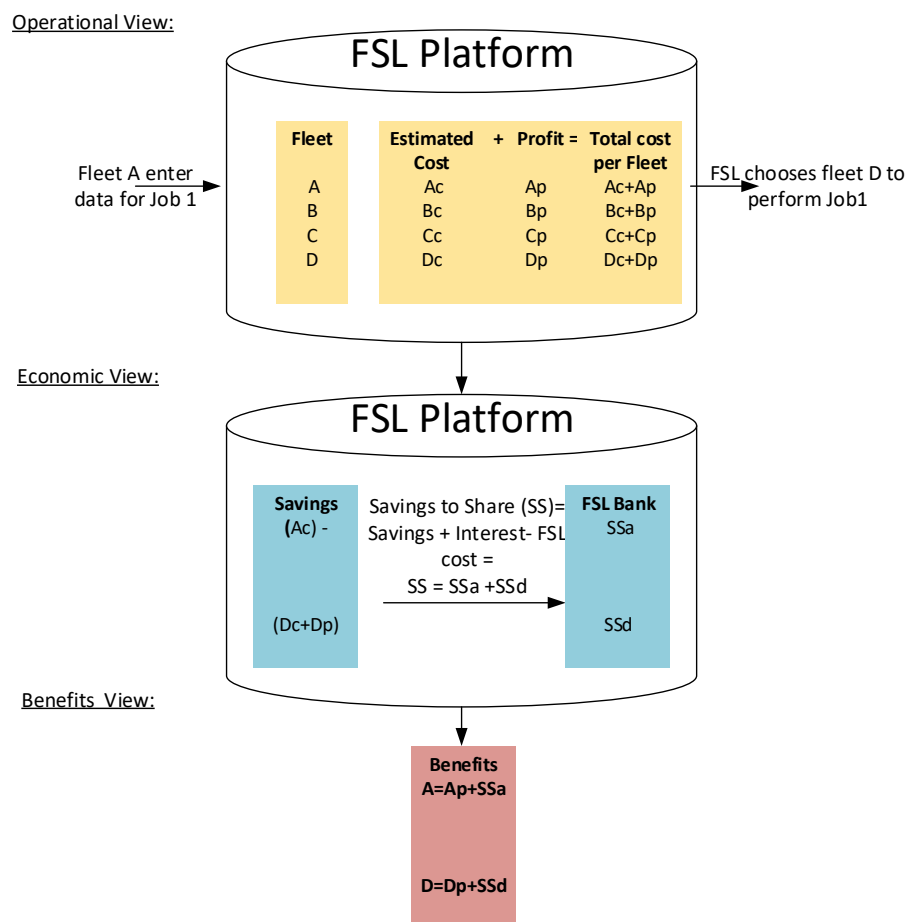 Operational View:
FSL Platform
Fleet A enter
data for Job 1
Fleet
A
B
C
D
Estimated + Profit = Total cost
Cost per Fleet
Ac Ap Ac+Ap
Bc Bp Bc+Bp
Cc Cp Cc+Cp
Dc Dp Dc+Dp
FSL chooses fleet D to
perform Job1
Economic View:
FSL Platform
Savings
(Ac) -
(Dc+Dp)
Savings to Share (SS)=
Savings + Interest- FSL
cost =
SS = SSa +SSd
FSL Bank
SSa
SSd
Benefits  View:
Benefits
A=Ap+SSa
D=Dp+SSd